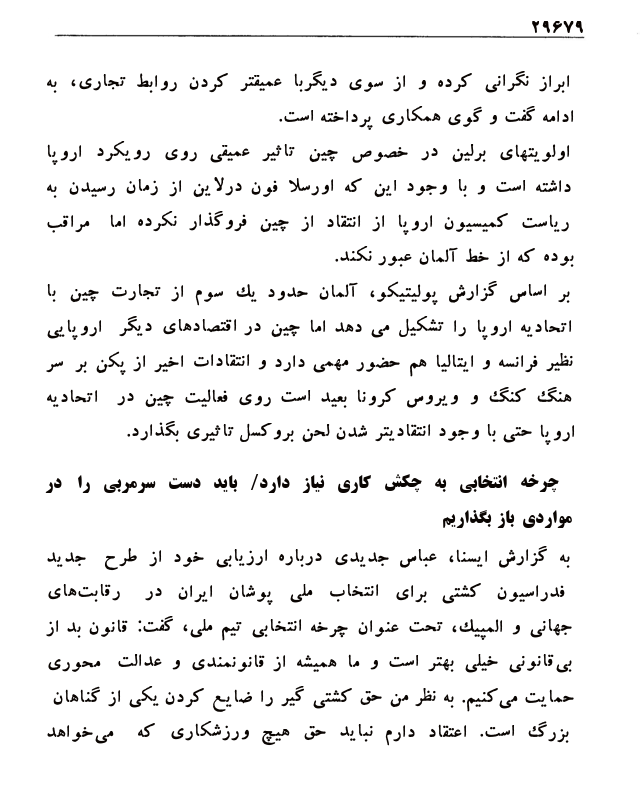 ۲۹۶۷۹
ابراز نگرانی کرده و از سوی دیگربا عمیقتر کردن روابط تجاری، به
ادامه گفت و گوی همکاری پرداخته است.
اولویتهای برلین در خصوص چین تاثیر عمیقی روی رویکرد اروپا
داشته است و با وجود این که اورسلا فون درلاین از زمان رسیدن به
ریاست کمیسیون اروپا از انتقاد از چین فروگذار نکرده اما مراقب
بوده که از خط آلمان عبور نکند.
بر اساس گزارش پولیتیکو، آلمان حدود یك سوم از تجارت چین با
اتحادیه اروپا را تشکیل می دهد اما چین در اقتصادهای دیگر اروپایی
نظیر فرانسه و ایتالیا هم حضور مهمی دارد و انتقادات اخیر از پکن بر سر
هنگ کنگ و ویروس کرونا بعید است روی فعالیت چین در اتحادیه
اروپا حتی با وجود انتقادیتر شدن لحن بروکسل تاثیری بگذارد.
چرخه انتخابی به چکش کاری نیاز دارد/ باید دست سرمربی را در
مواردی باز بگذاریم
به گزارش ایسنا، عباس جدیدی درباره ارزیابی خود از طرح جدید
فدراسیون کشتی برای انتخاب ملی پوشان ایران در رقابت‌های
جهانی و المپیك، تحت عنوان چرخه انتخابی تیم ملی، گفت: قانون بد از
بی‌قانونی خیلی بهتر است و ما همیشه از قانونمندی و عدالت محوری
حمایت می‌کنیم. به نظر من حق کشتی گیر را ضایع کردن یکی از گناهان
بزرگ است. اعتقاد دارم نباید حق هیچ ورزشکاری که می‌خواهد